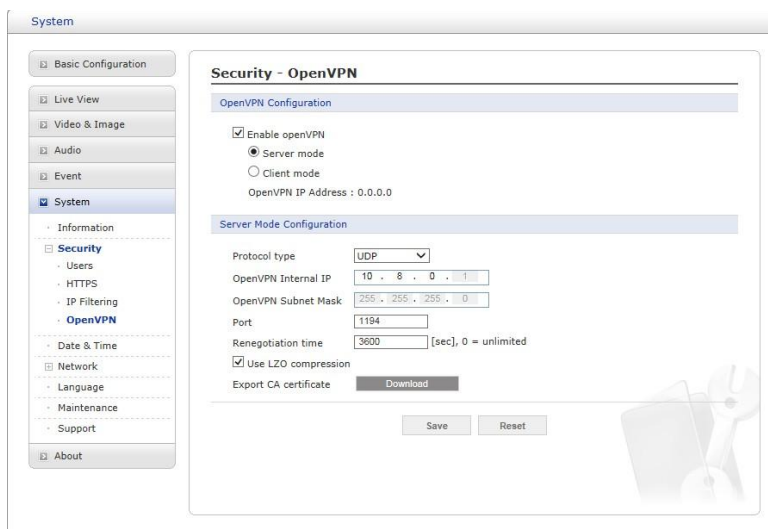 System
Basic Configuration
Live View
Video & Image
Audio
Event
System
Information
Security
Users
HTTPS
IP Filtering
OpenVPN
Date & Time
Network
Language
Maintenance
Support
About
Security - OpenVPN
OpenVPN Configuration
Enable openVPN
Server mode
Client mode
OpenVPN IP Address : 0.0.0.0
Server Mode Configuration
Protocol type UDP
OpenVPN Internal IP 10 . 8 . 0 . 1
OpenVPN Subnet Mask 255 . 255 . 255 . 0
Port 1194
Renegotiation time 3600 [sec], 0 = unlimited
Use LZO compression
Export CA certificate Download
Save Reset